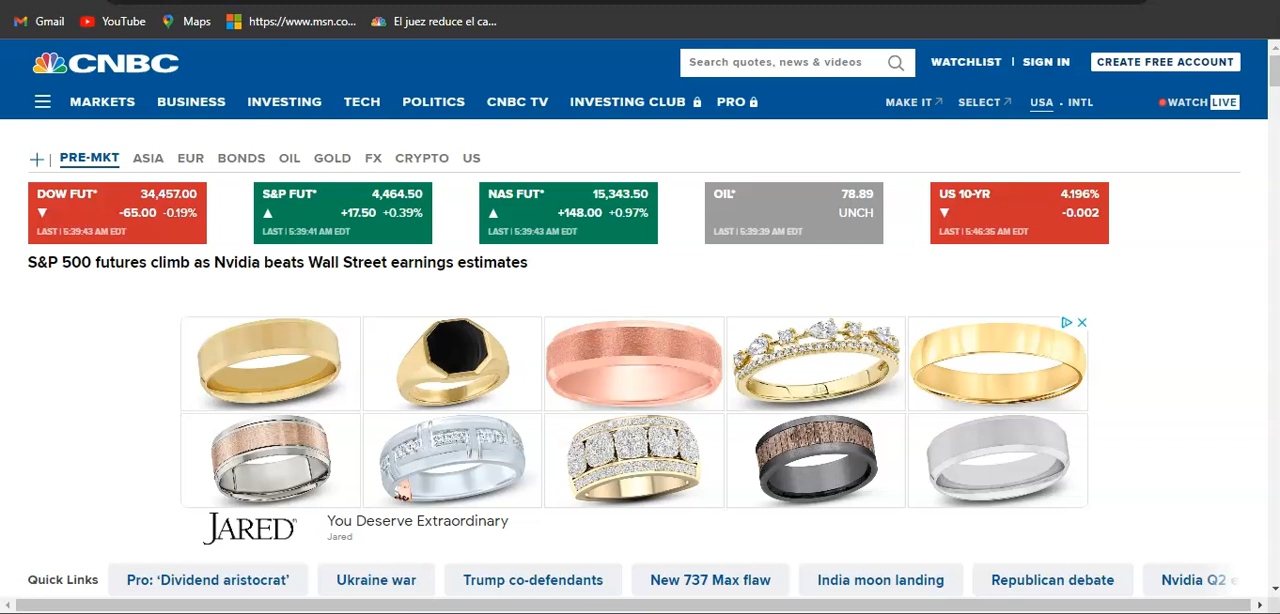 Gmail YouTube Maps https://www.msn.co... El juez reduce el ca...
CNBC Search quotes, news & videos WATCHLIST | SIGN IN CREATE FREE ACCOUNT
MARKETS BUSINESS INVESTING TECH POLITICS CNBC TV INVESTING CLUB PRO MAKE IT SELECT USA · INTL WATCH LIVE
+ | PRE-MKT ASIA EUR BONDS OIL GOLD FX CRYPTO US
DOW FUT* 34,457.00 S&P FUT* 4,464.50 NAS FUT* 15,343.50 OIL* 78.89 US 10-YR 4.196%
▼ -65.00 -0.19% ▲ +17.50 +0.39% ▲ +148.00 +0.97% UNCH ▼ -0.002
LAST | 5:39:43 AM EDT LAST | 5:39:41 AM EDT LAST | 5:39:43 AM EDT LAST | 5:39:39 AM EDT LAST | 5:46:35 AM EDT
S&P 500 futures climb as Nvidia beats Wall Street earnings estimates
JARED You Deserve Extraordinary
Jared
Quick Links Pro: ‘Dividend aristocrat’ Ukraine war Trump co-defendants New 737 Max flaw India moon landing Republican debate Nvidia Q2 e